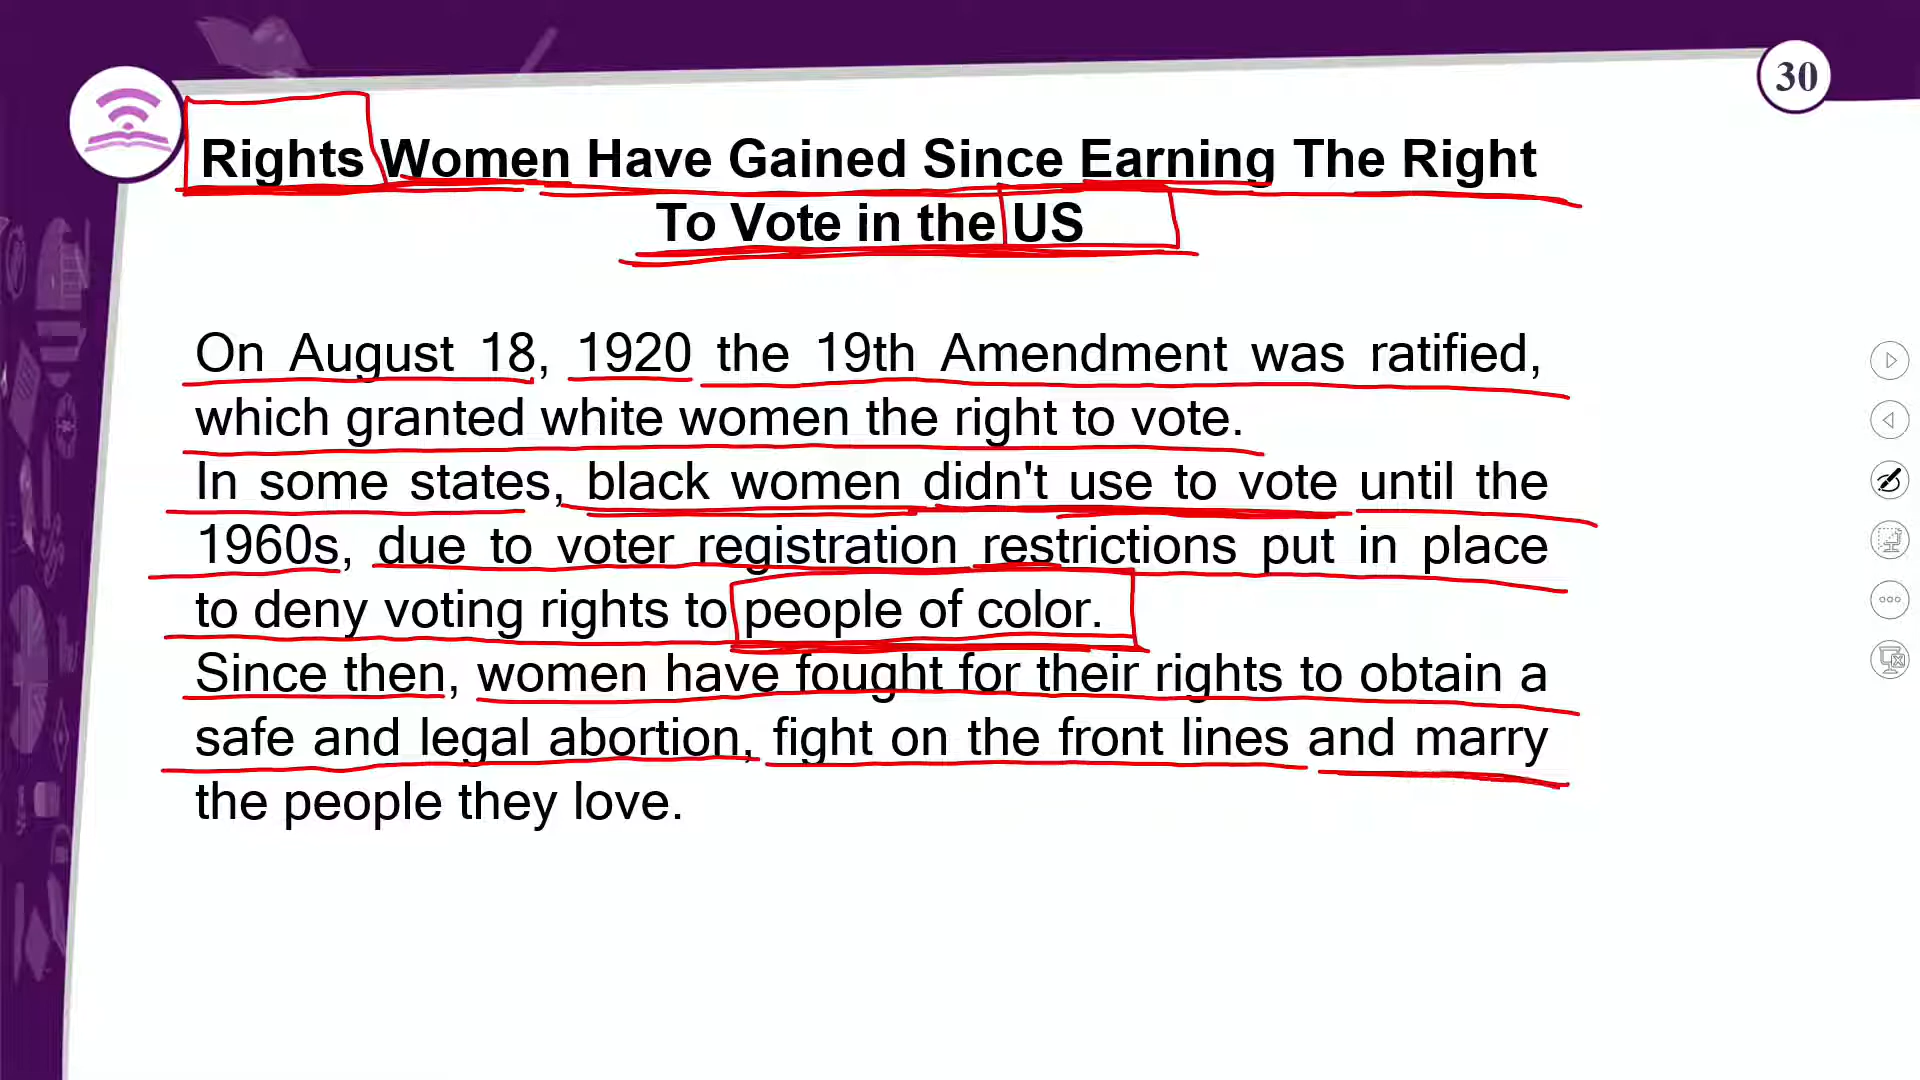 30
Rights Women Have Gained Since Earning The Right
To Vote in the US
On August 18, 1920 the 19th Amendment was ratified,
which granted white women the right to vote.
In some states, black women didn't use to vote until the
1960s, due to voter registration restrictions put in place
to deny voting rights to people of color.
Since then, women have fought for their rights to obtain a
safe and legal abortion, fight on the front lines and marry
the people they love.